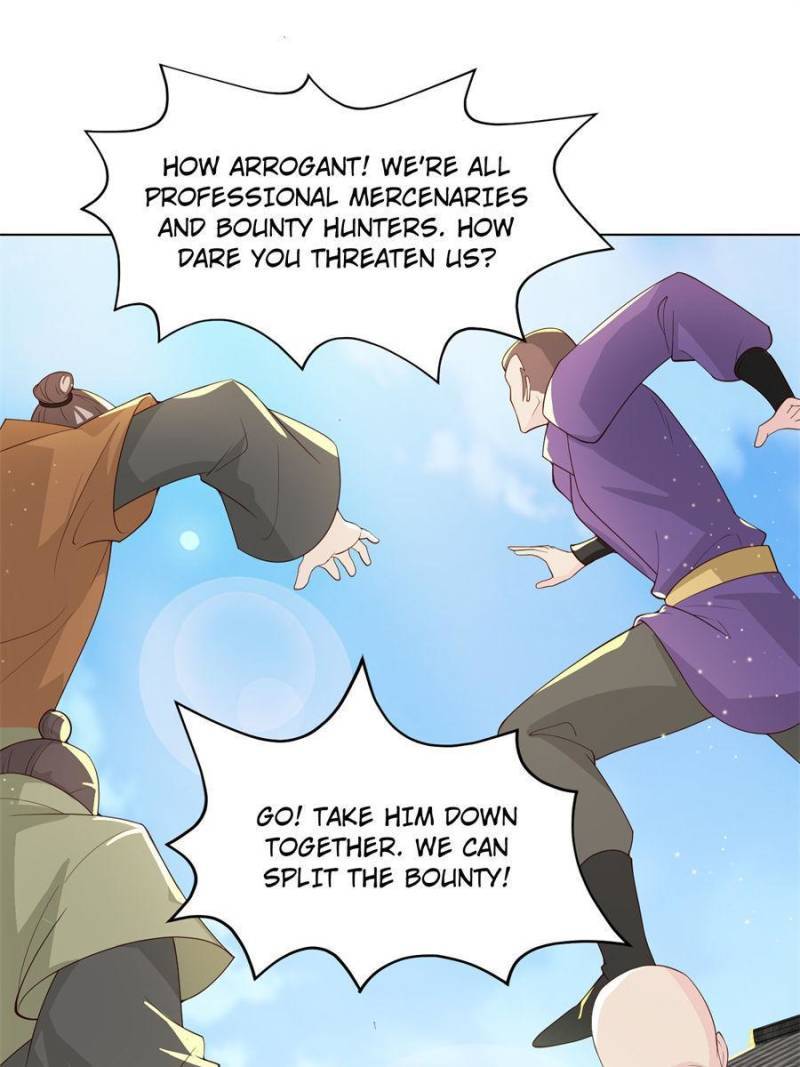 HOW ARROGANT! WE'RE ALL
PROFESSIONAL MERCENARIES
AND BOUNTY HUNTERS. HOW
DARE YOU THREATEN US?
GO! TAKE HIM DOWN
TOGETHER. WE CAN
SPLIT THE BOUNTY!